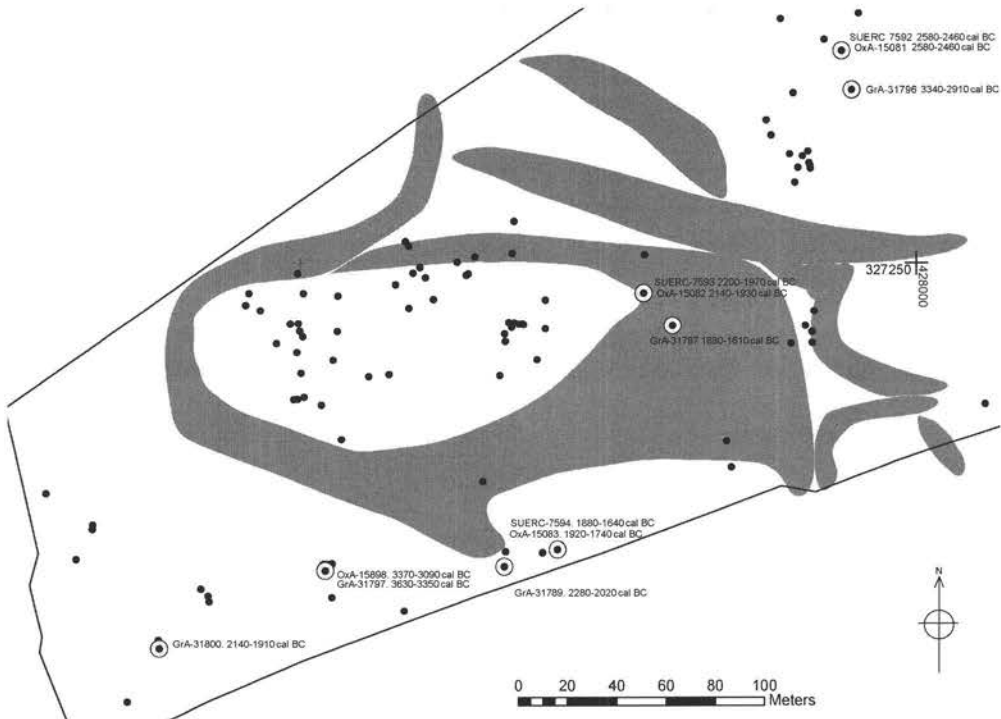 SUERC 7592 2580-2460 cal BC
OxA-15081 2580-2460 cal BC
GrA-31796 3340-2910 cal BC
327250
428000
SUERC-7593 2200-1970 cal BC
OxA-15082 2140-1930 cal BC
GrA-31787 1890-1610 cal BC
SUERC-7594. 1880-1640 cal BC
OxA-15083. 1920-1740 cal BC
OxA-15898. 3370-3090 cal BC
GrA-31797. 3630-3350 cal BC
GrA-31789. 2280-2020 cal BC
GrA-31800. 2140-1910 cal BC
N
0 20 40 60 80 100
Meters